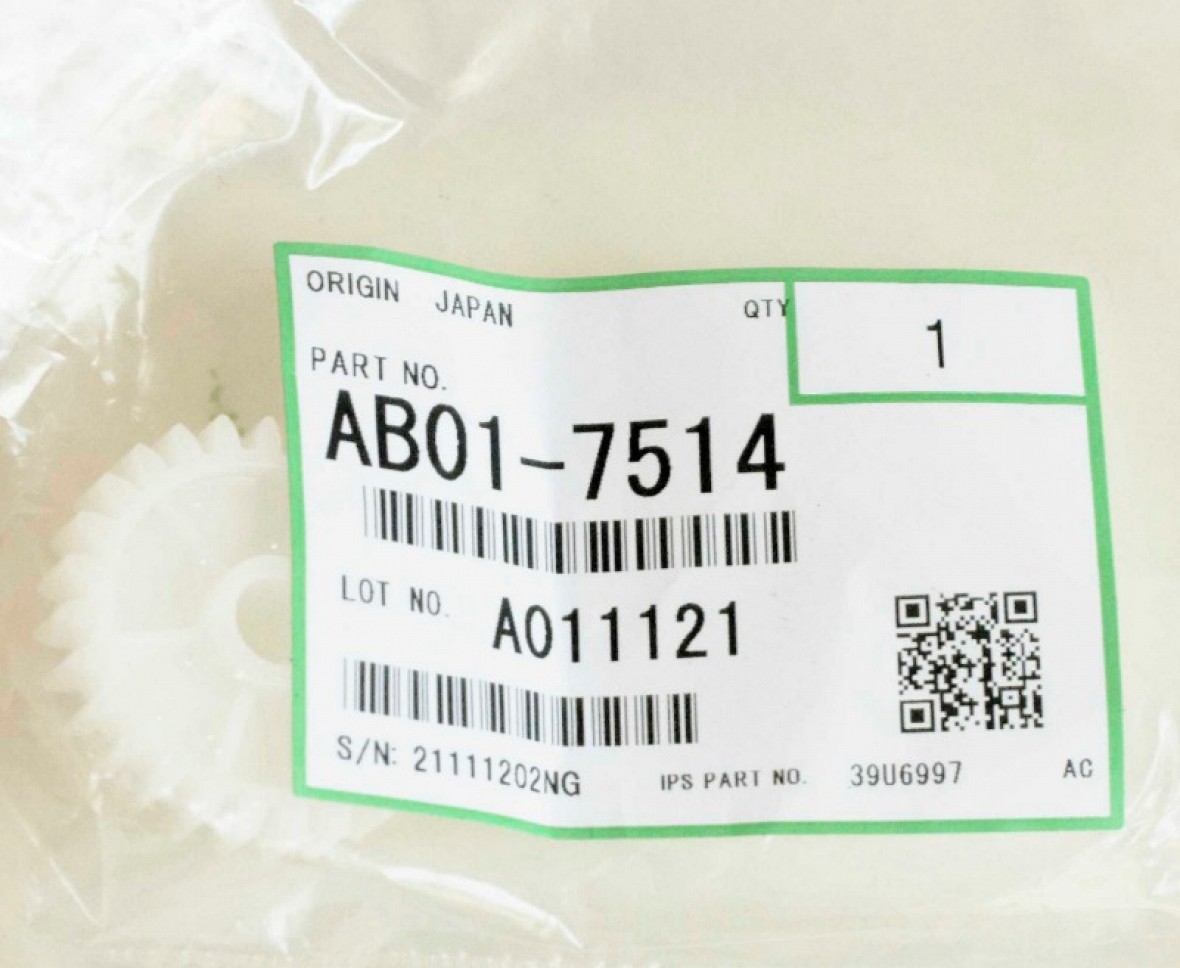 ORIGIN JAPAN QTY 1
PART NO.
AB01-7514
LOT NO. A011121
S/N: 21111202NG IPS PART NO. 39U6997 AC